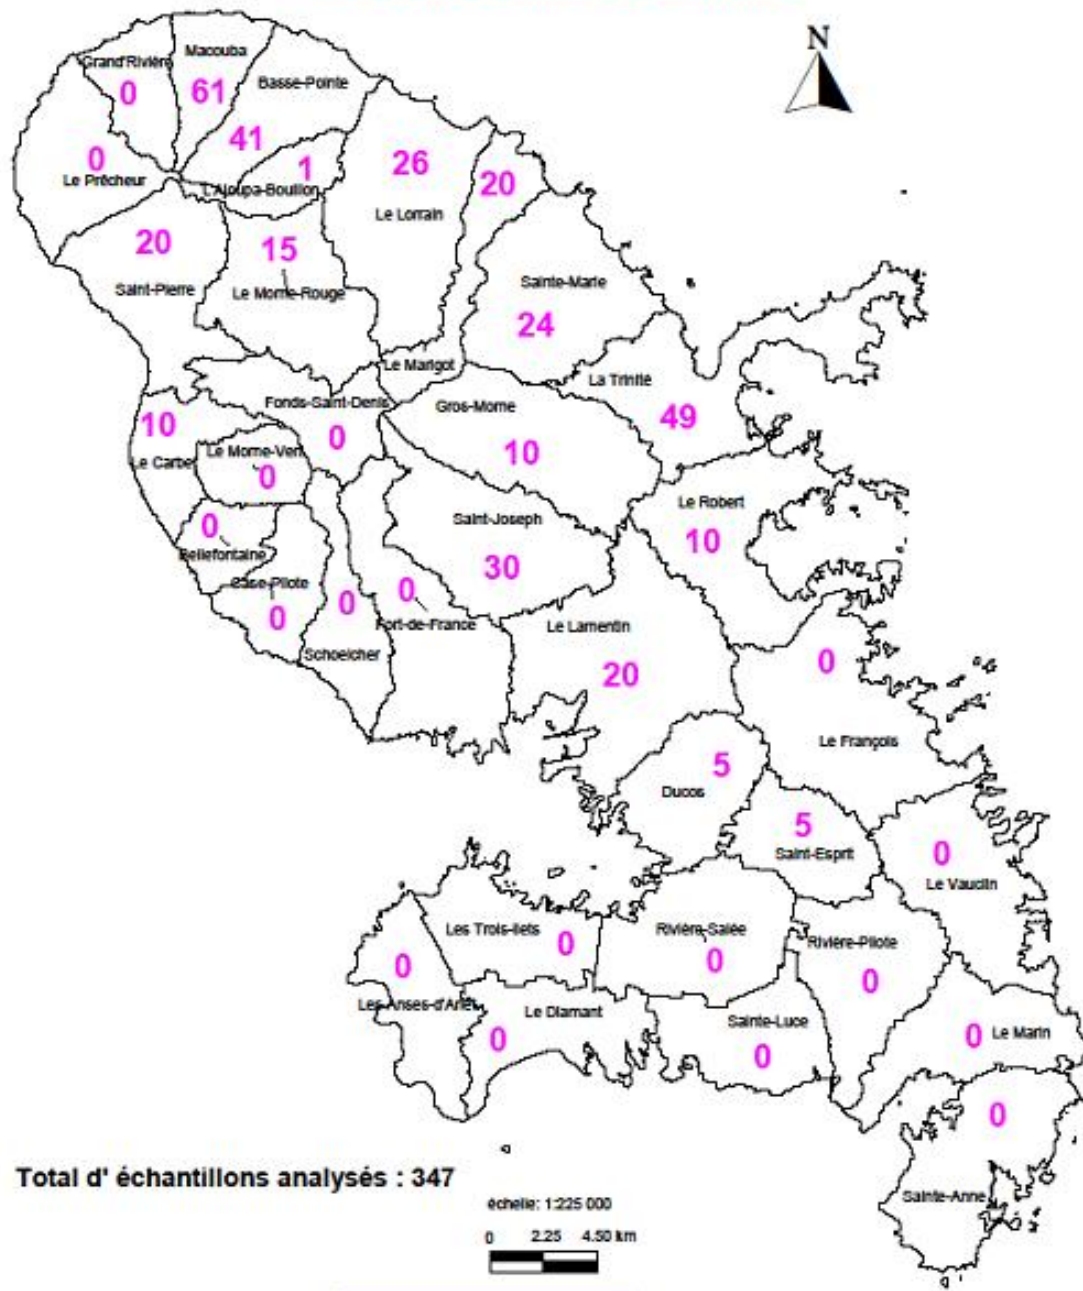 N
Macouba
Grand'Rivière
61
0
Basse-Pointe
41
0
Le Prêcheur
1
L'Ajoupa-Bouillon
26
Le Lorrain
20
20
Saint-Pierre
15
Le Morne-Rouge
Sainte-Marie
24
Le Marigot
La Trinité
49
Fonds-Saint-Denis
0
Gros-Morne
10
10
Le Carbet
Le Morne-Vert
0
Le Robert
10
Saint-Joseph
30
0
Bellefontaine
Case-Pilote
0
0
Schoelcher
0
Fort-de-France
Le Lamentin
20
0
Le François
5
Ducos
5
Saint-Esprit
0
Le Vauclin
Les Trois-Ilets
0
Rivière-Salée
0
Rivière-Pilote
0
0
Les Anses-d'Arlet
Le Diamant
0
Sainte-Luce
0
0 Le Marin
0
Sainte-Anne
Total d' échantillons analysés : 347
échelle: 1:225 000
0 2.25 4.50 km